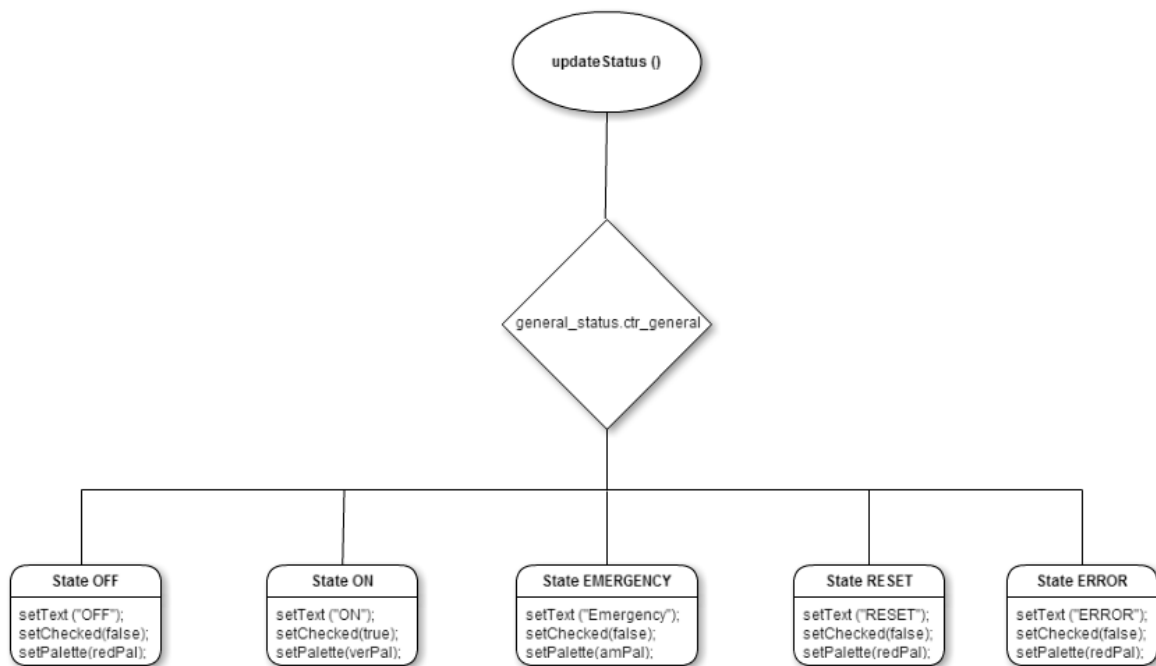 updateStatus ()
general_status.ctr_general
State OFF
setText ("OFF");
setChecked(false);
setPalette(redPal);
State ON
setText ("ON");
setChecked(true);
setPalette(verPal);
State EMERGENCY
setText ("Emergency");
setChecked(false);
setPalette(amPal);
State RESET
setText ("RESET");
setChecked(false);
setPalette(redPal);
State ERROR
setText ("ERROR");
setChecked(false);
setPalette(redPal);